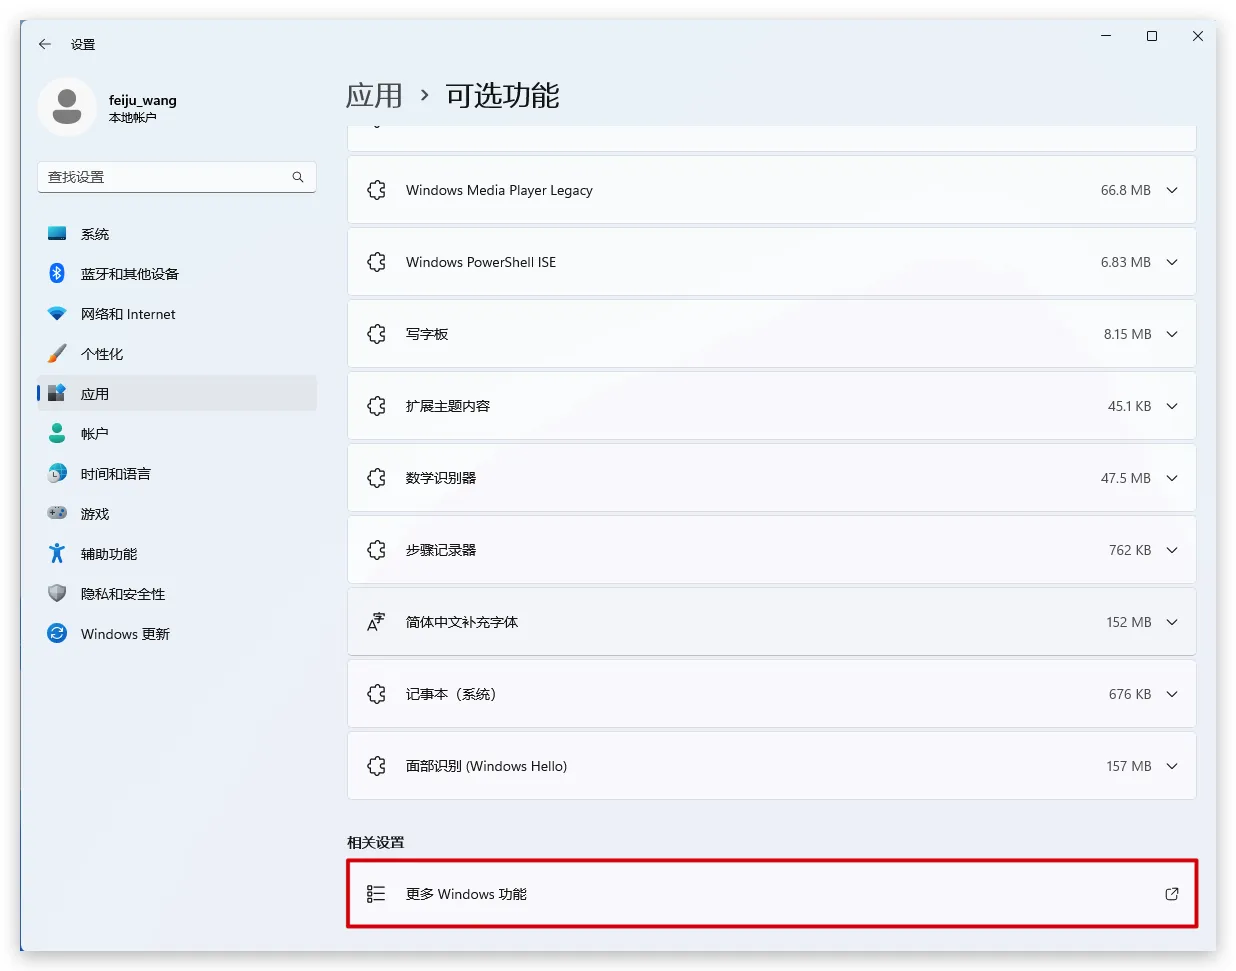 设置
feiju_wang
本地帐户
查找设置
系统
蓝牙和其他设备
网络和 Internet
个性化
应用
帐户
时间和语言
游戏
辅助功能
隐私和安全性
Windows 更新
应用 › 可选功能
Windows Media Player Legacy 66.8 MB
Windows PowerShell ISE 6.83 MB
写字板 8.15 MB
扩展主题内容 45.1 KB
数学识别器 47.5 MB
步骤记录器 762 KB
简体中文补充字体 152 MB
记事本（系统） 676 KB
面部识别 (Windows Hello) 157 MB
相关设置
更多 Windows 功能